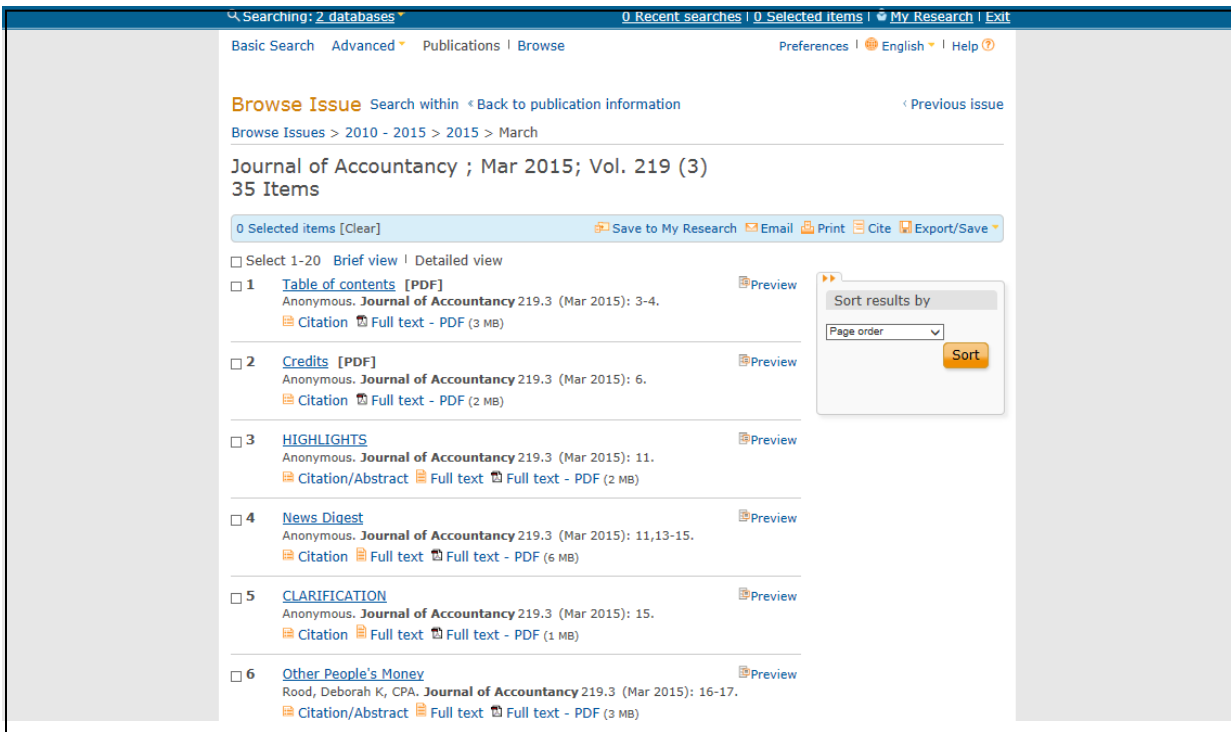 Searching: 2 databases 0 Recent searches | 0 Selected items | My Research | Exit
Basic Search Advanced Publications | Browse Preferences | English | Help ?
Browse Issue Search within « Back to publication information ‹ Previous issue
Browse Issues > 2010 - 2015 > 2015 > March
Journal of Accountancy ; Mar 2015; Vol. 219 (3)
35 Items
0 Selected items [Clear] Save to My Research Email Print Cite Export/Save
Select 1-20 Brief view | Detailed view
1 Table of contents [PDF] Preview
Anonymous. Journal of Accountancy 219.3 (Mar 2015): 3-4.
Citation Full text - PDF (3 MB)
Sort results by
Page order
Sort
2 Credits [PDF] Preview
Anonymous. Journal of Accountancy 219.3 (Mar 2015): 6.
Citation Full text - PDF (2 MB)
3 HIGHLIGHTS Preview
Anonymous. Journal of Accountancy 219.3 (Mar 2015): 11.
Citation/Abstract Full text Full text - PDF (2 MB)
4 News Digest Preview
Anonymous. Journal of Accountancy 219.3 (Mar 2015): 11,13-15.
Citation Full text Full text - PDF (6 MB)
5 CLARIFICATION Preview
Anonymous. Journal of Accountancy 219.3 (Mar 2015): 15.
Citation Full text Full text - PDF (1 MB)
6 Other People's Money Preview
Rood, Deborah K, CPA. Journal of Accountancy 219.3 (Mar 2015): 16-17.
Citation/Abstract Full text Full text - PDF (3 MB)